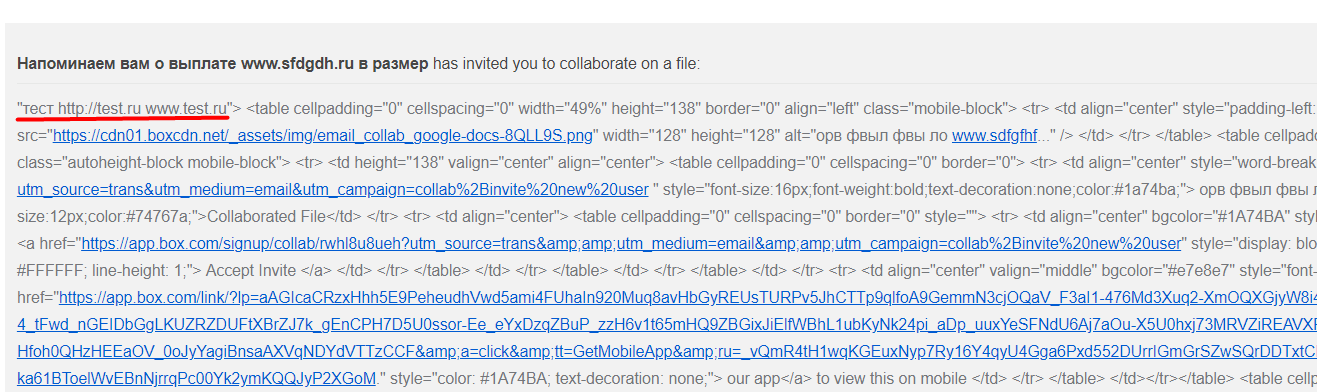 Напоминаем вам о выплате www.sfdgdh.ru в размер has invited you to collaborate on a file:
"тест http://test.ru www.test.ru"> <table cellpadding="0" cellspacing="0" width="49%" height="138" border="0" align="left" class="mobile-block"> <tr> <td align="center" style="padding-left:
src="https://cdn01.boxcdn.net/_assets/img/email_collab_google-docs-8QLL9S.png" width="128" height="128" alt="орв фвыл фвы ло www.sdfgfhf..." /> </td> </tr> </table> <table cellpadd
class="autoheight-block mobile-block"> <tr> <td height="138" valign="center" align="center"> <table cellpadding="0" cellspacing="0" border="0"> <tr> <td align="center" style="word-break
utm_source=trans&utm_medium=email&utm_campaign=collab%2Binvite%20new%20user " style="font-size:16px;font-weight:bold;text-decoration:none;color:#1a74ba;"> орв фвыл фвы
size:12px;color:#74767a;">Collaborated File</td> </tr> <tr> <td align="center"> <table cellpadding="0" cellspacing="0" border="0" style=""> <tr> <td align="center" bgcolor="#1A74BA" styl
<a href="https://app.box.com/signup/collab/rwhl8u8ueh?utm_source=trans&amp;amp;utm_medium=email&amp;amp;utm_campaign=collab%2Binvite%20new%20user" style="display: blo
#FFFFFF; line-height: 1;"> Accept Invite </a> </td> </tr> </table> </td> </tr> </table> </td> </tr> </table> </td> </tr> <tr> <td align="center" valign="middle" bgcolor="#e7e8e7" style="font-
href="https://app.box.com/link/?lp=aAGIcaCRzxHhh5E9PeheudhVwd5ami4FUhaIn920Muq8avHbGyREUsTURPv5JhCTTp9qlfoA9GemmN3cjOQaV_F3aI1-476Md3Xuq2-XmOQXGjyW8i4
4_tFwd_nGEIDbGgLKUZRZDUFtXBrZJ7k_gEnCPH7D5U0ssor-Ee_eYxDzqZBuP_zzH6v1t65mHQ9ZBGixJiElfWBhL1ubKyNk24pi_aDp_uuxYeSFNdU6Aj7aOu-X5U0hxj73MRVZiREAVXF
Hfoh0QHzHEEaOV_0oJyYagiBnsaAXVqNDYdVTTzCCF&amp;a=click&amp;tt=GetMobileApp&amp;ru=_vQmR4tH1wqKGEuxNyp7Ry16Y4qyU4Gga6Pxd552DUrrlGmGrSZwSQrDDTxtCl
ka61BToelWvEBnNjrrqPc00Yk2ymKQQJyP2XGoM." style="color: #1A74BA; text-decoration: none;"> our app</a> to view this on mobile </td> </tr> </table> </td></tr></table> <table cel